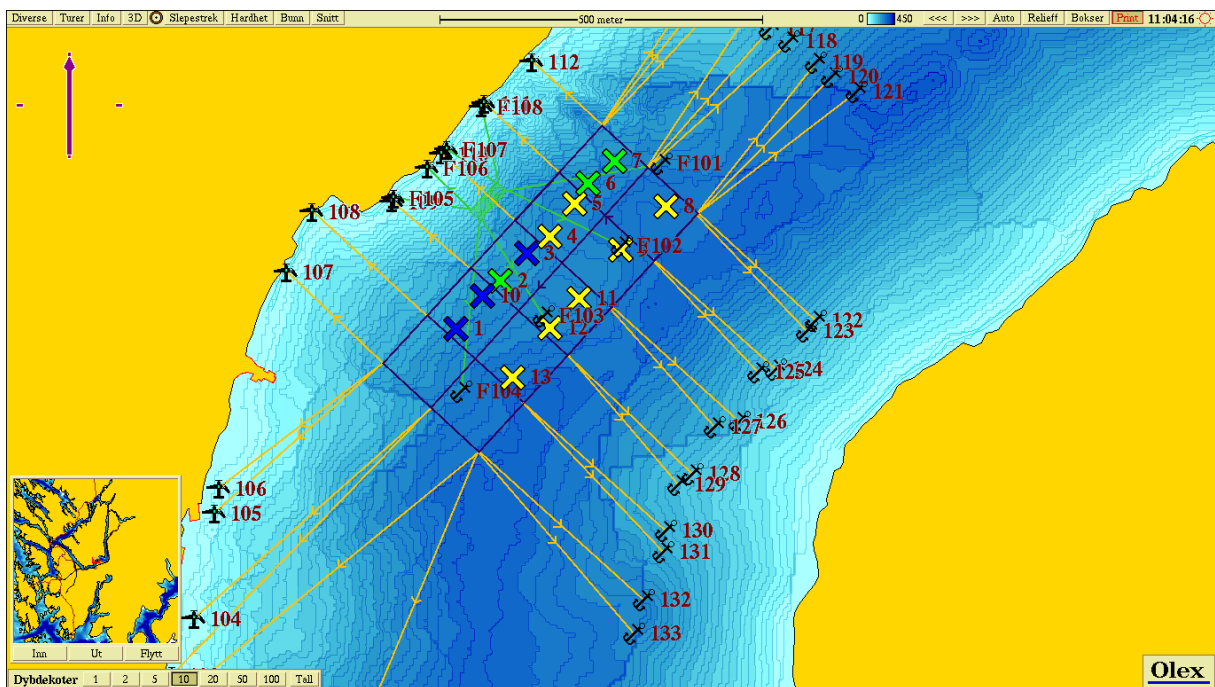 Diverse Turer Info 3D Slepestrek Hardhet Bunn Snitt 500 meter 0 450 <<< >>> Auto Relieff Bokser Print 11:04:16
118
112
119
120
121
F108
F107
F106
F101
7
6
F105
5
8
108
4
F102
3
107
2
10
11
F103
122
1
12
123
124
125
13
F104
126
127
128
129
106
105
130
131
132
104
133
Inn Ut Flytt
Olex
Dybdekoter 1 2 5 10 20 50 100 Tall